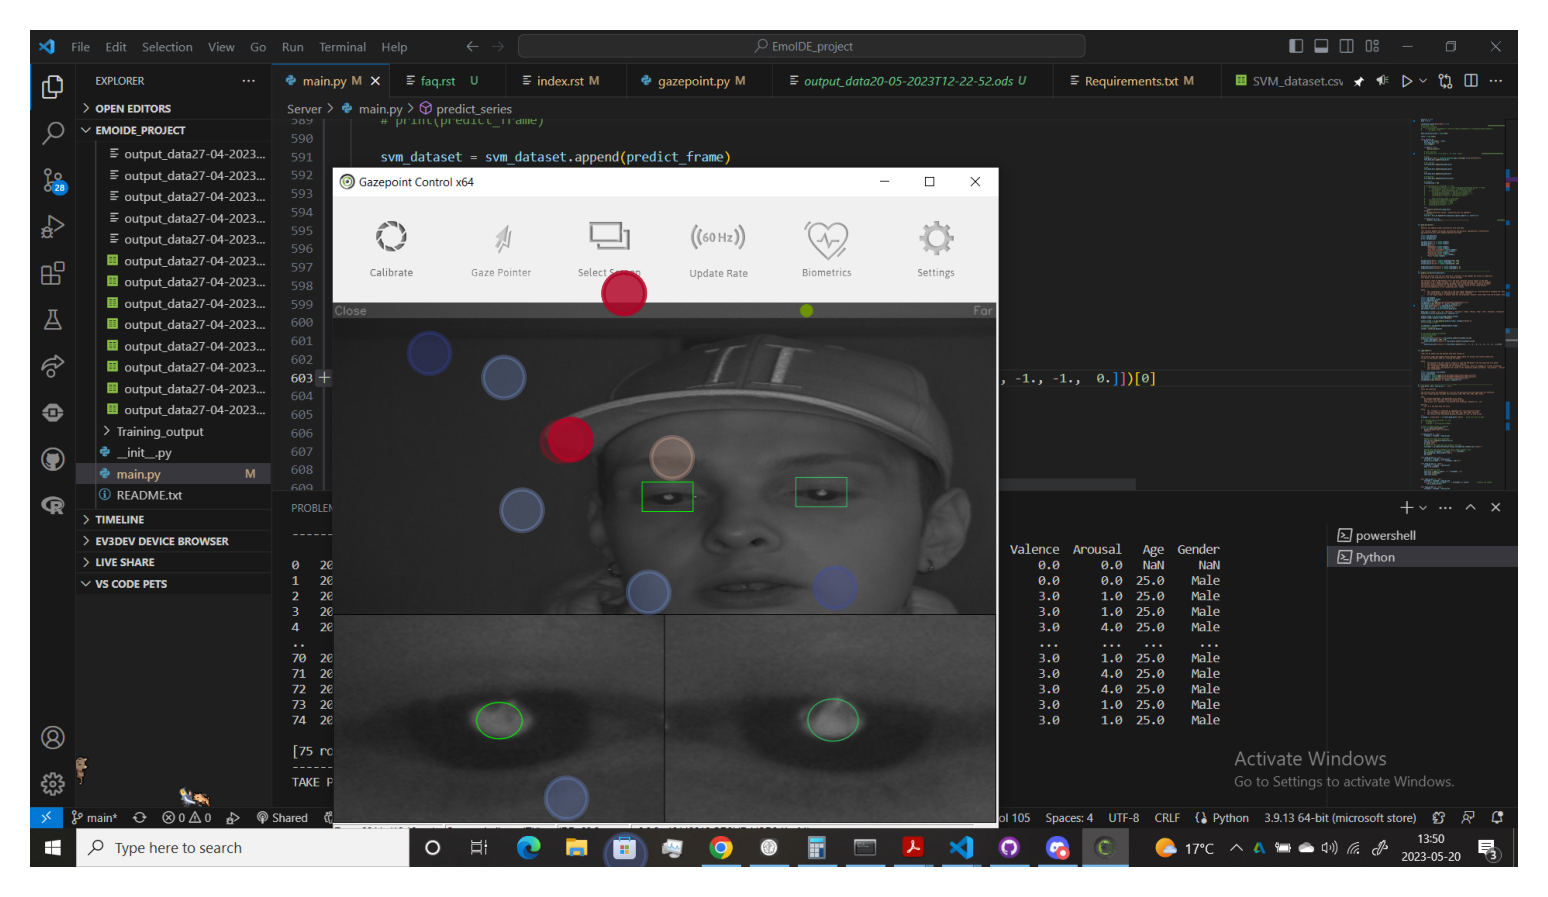 File Edit Selection View Go Run Terminal Help
EmoIDE_project
EXPLORER
main.py M
faq.rst U
index.rst M
gazepoint.py M
output_data20-05-2023T12-22-52.ods U
Requirements.txt M
SVM_dataset.csv
OPEN EDITORS
Server > main.py > predict_series
EMOIDE_PROJECT
589 # print(predict_frame)
output_data27-04-2023...
590
output_data27-04-2023...
591 svm_dataset = svm_dataset.append(predict_frame)
output_data27-04-2023...
592
output_data27-04-2023...
593
output_data27-04-2023...
594
output_data27-04-2023...
595
output_data27-04-2023...
596
output_data27-04-2023...
597
output_data27-04-2023...
598
output_data27-04-2023...
599
output_data27-04-2023...
600
output_data27-04-2023...
601
output_data27-04-2023...
602
603 , -1., -1., 0.]])[0]
604
605
Training_output
606
__init__.py
607
main.py M
608
README.txt
609
28
Gazepoint Control x64
((60 Hz))
Calibrate
Gaze Pointer
Select Screen
Update Rate
Biometrics
Settings
Close
Far
TIMELINE
EV3DEV DEVICE BROWSER
LIVE SHARE
VS CODE PETS
PROBLEM
powershell
Python
Valence Arousal Age Gender
0 20 0.0 0.0 NaN NaN
1 20 0.0 0.0 25.0 Male
2 20 3.0 1.0 25.0 Male
3 20 3.0 1.0 25.0 Male
4 20 3.0 4.0 25.0 Male
.. ... ... ... ...
70 20 3.0 1.0 25.0 Male
71 20 3.0 4.0 25.0 Male
72 20 3.0 4.0 25.0 Male
73 20 3.0 1.0 25.0 Male
74 20 3.0 1.0 25.0 Male
[75 ro
TAKE P
Activate Windows
Go to Settings to activate Windows.
main* 0 0 Shared ol 105 Spaces: 4 UTF-8 CRLF Python 3.9.13 64-bit (microsoft store)
Type here to search
17°C
13:50
2023-05-20
3